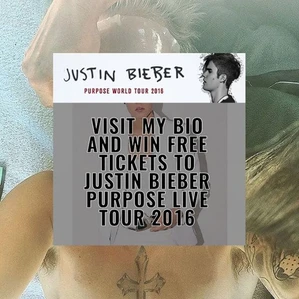 JUSTIN BIEBER
PURPOSE WORLD TOUR 2016
VISIT MY BIO
AND WIN FREE
TICKETS TO
JUSTIN BIEBER
PURPOSE LIVE
TOUR 2016